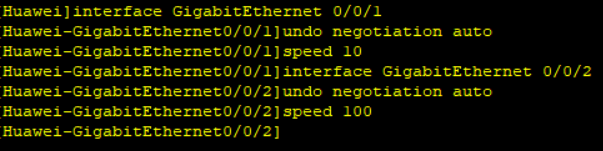 [Huawei]interface GigabitEthernet 0/0/1
[Huawei-GigabitEthernet0/0/1]undo negotiation auto
[Huawei-GigabitEthernet0/0/1]speed 10
[Huawei-GigabitEthernet0/0/1]interface GigabitEthernet 0/0/2
[Huawei-GigabitEthernet0/0/2]undo negotiation auto
[Huawei-GigabitEthernet0/0/2]speed 100
[Huawei-GigabitEthernet0/0/2]